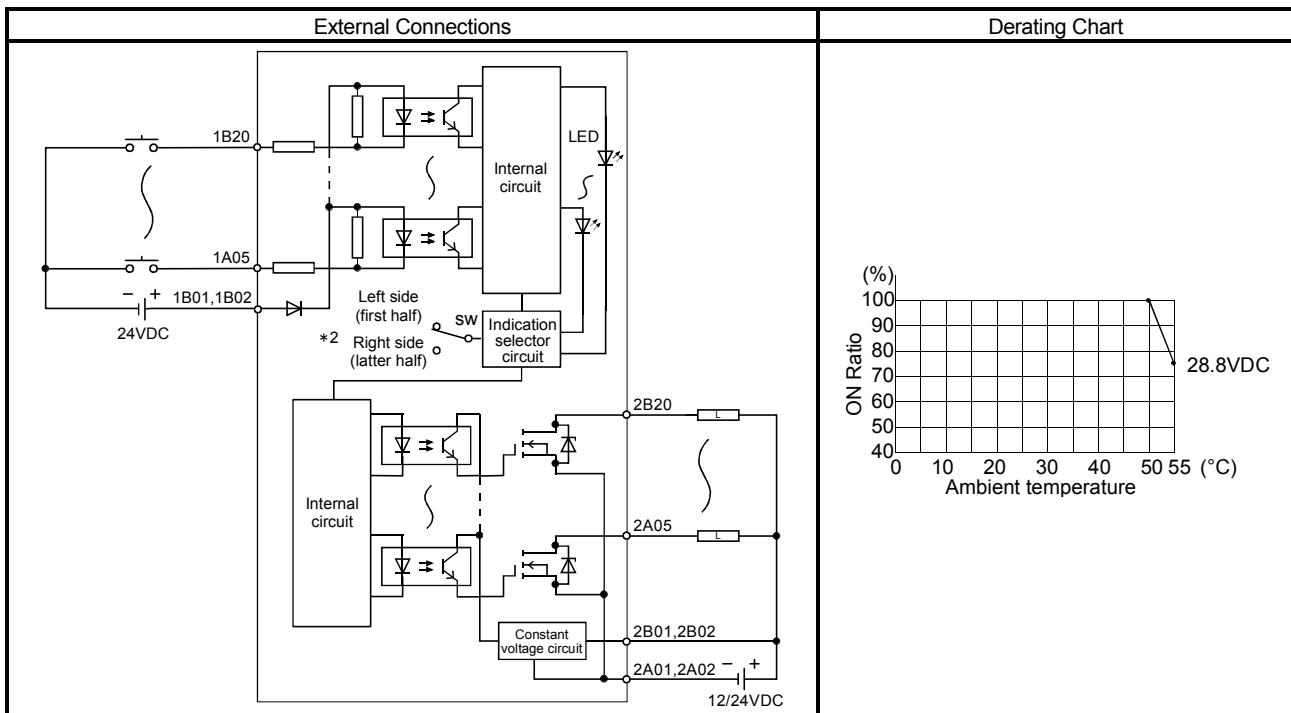 External Connections
Derating Chart
1B20
LED
Internal
circuit
1A05
1B01,1B02
− +
24VDC
Left side
(first half)
*2
SW
Right side
(latter half)
Indication
selector
circuit
Internal
circuit
2B20
L
2A05
L
Constant
voltage circuit
2B01,2B02
2A01,2A02
− +
12/24VDC
(%)
100
90
80
70
60
50
40
ON Ratio
28.8VDC
0 10 20 30 40 50 55 (°C)
Ambient temperature